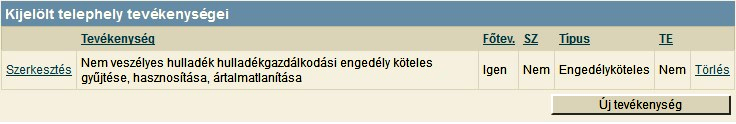 Kijelölt telephely tevékenységei
Tevékenység Főtev. SZ Típus TE
Szerkesztés Nem veszélyes hulladék hulladékgazdálkodási engedély köteles gyűjtése, hasznosítása, ártalmatlanítása Igen Nem Engedélyköteles Nem Törlés
Új tevékenység